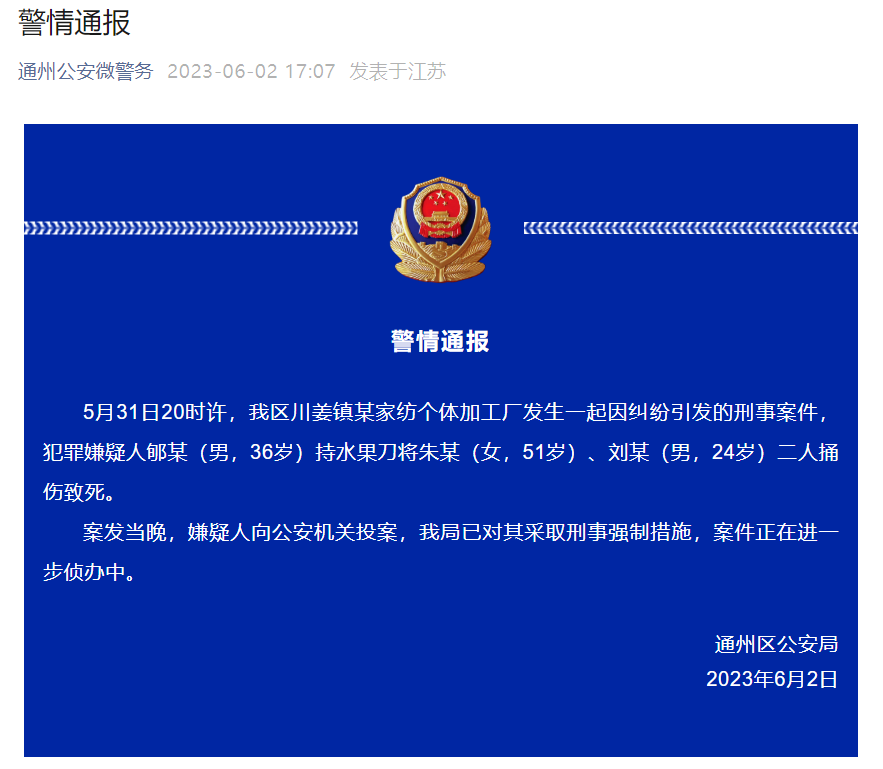 警情通报
通州公安微警务 2023-06-02 17:07 发表于江苏
警情通报
5月31日20时许，我区川姜镇某家纺个体加工厂发生一起因纠纷引发的刑事案件，
犯罪嫌疑人郇某（男，36岁）持水果刀将朱某（女，51岁）、刘某（男，24岁）二人捅
伤致死。
案发当晚，嫌疑人向公安机关投案，我局已对其采取刑事强制措施，案件正在进一
步侦办中。
通州区公安局
2023年6月2日